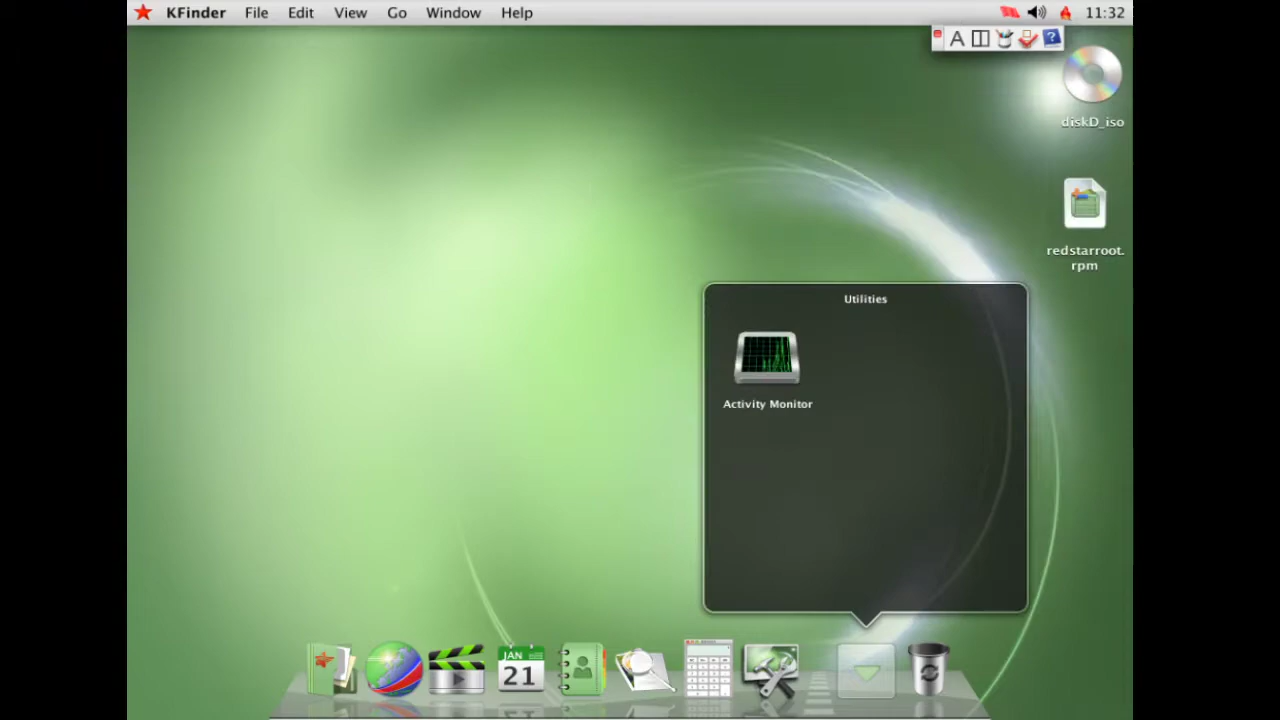 KFinder File Edit View Go Window Help 11:32
A ?
diskD_iso
redstarroot.
rpm
Utilities
Activity Monitor
JAN
21